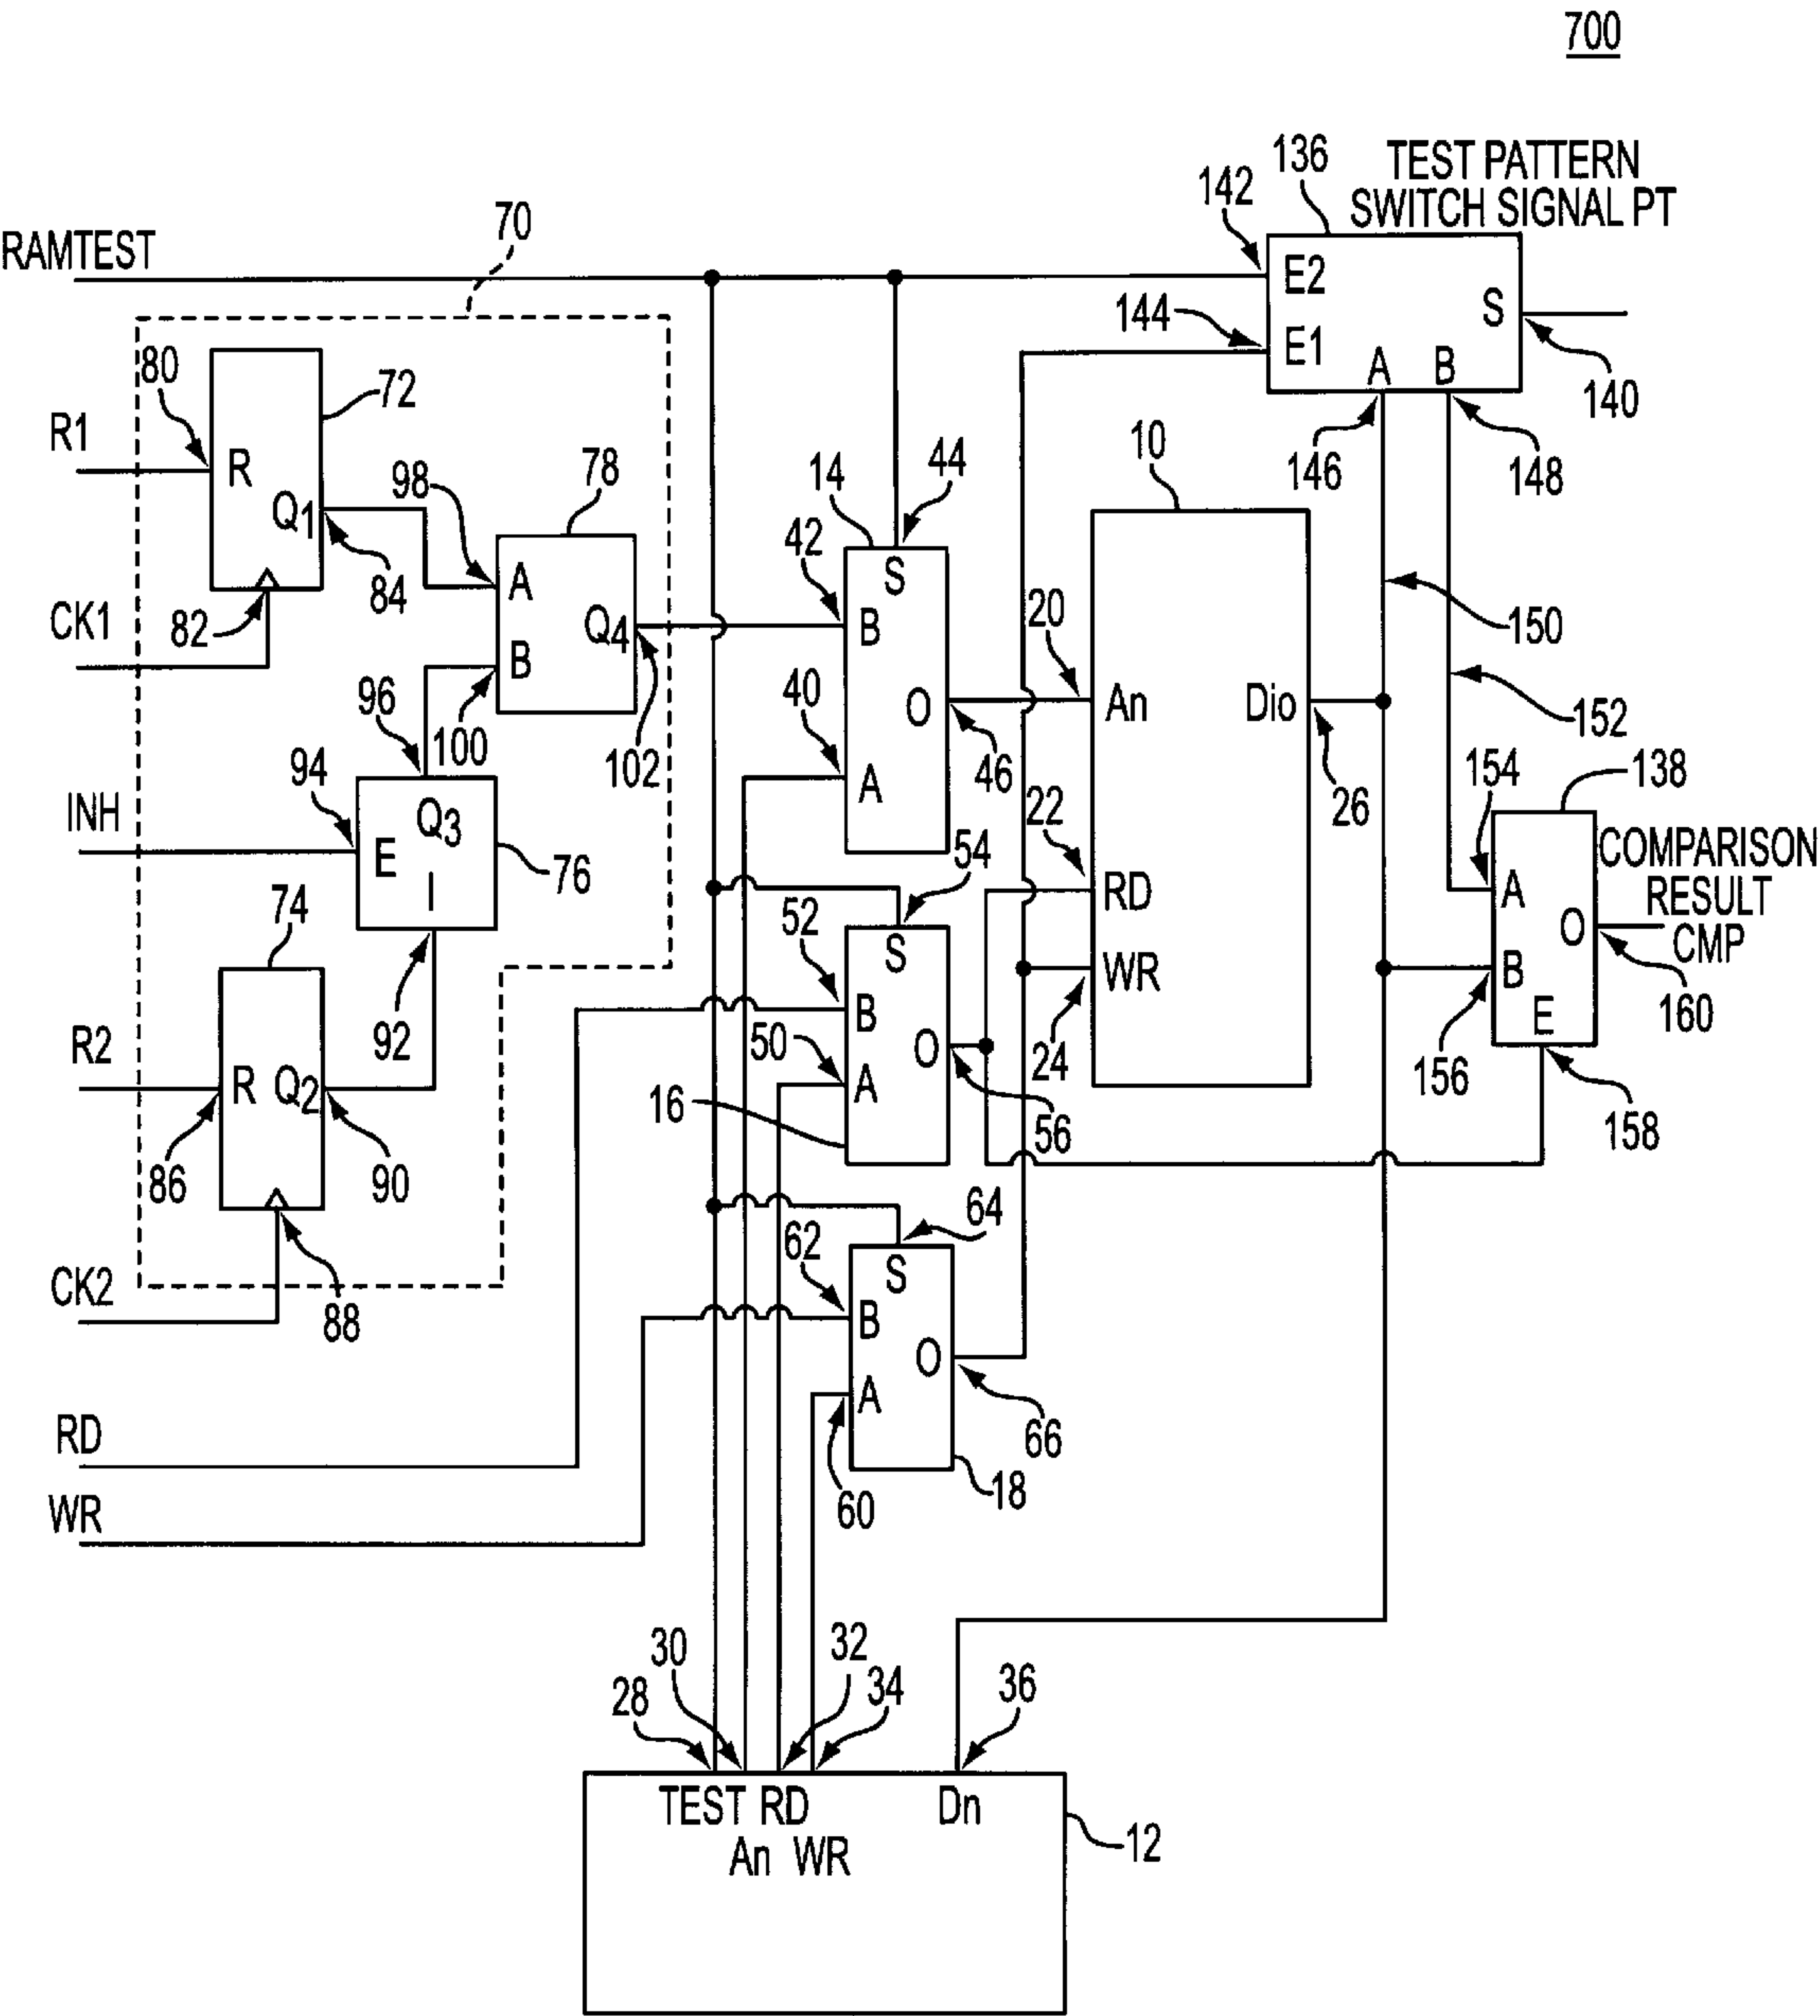 700
136
TEST PATTERN
SWITCH SIGNAL PT
142
70
RAMTEST
E2
S
144
E1
A
B
140
80
72
R1
R
Q1
98
78
14
44
10
146
148
42
S
84
A
CK1
82
B
Q4
B
20
150
96
100
102
40
O
An
Dio
152
46
26
154
138
94
INH
Q3
E
76
A
22
54
COMPARISON
RESULT
CMP
I
RD
A
O
74
52
S
92
WR
B
160
B
50
O
E
R2
R
Q2
A
24
156
16
56
158
86
90
62
64
S
CK2
88
B
O
A
66
RD
60
18
WR
30
32
28
34
36
TEST RD
Dn
An WR
12